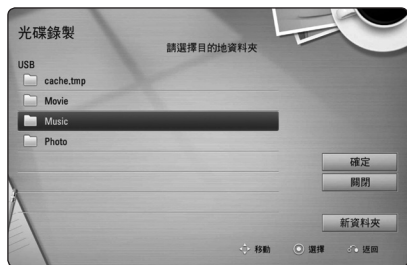 光碟錄製
請選擇目的地資料夾
USB
cache.tmp
Movie
Music
Photo
確定
關閉
新資料夾
移動 選擇 返回